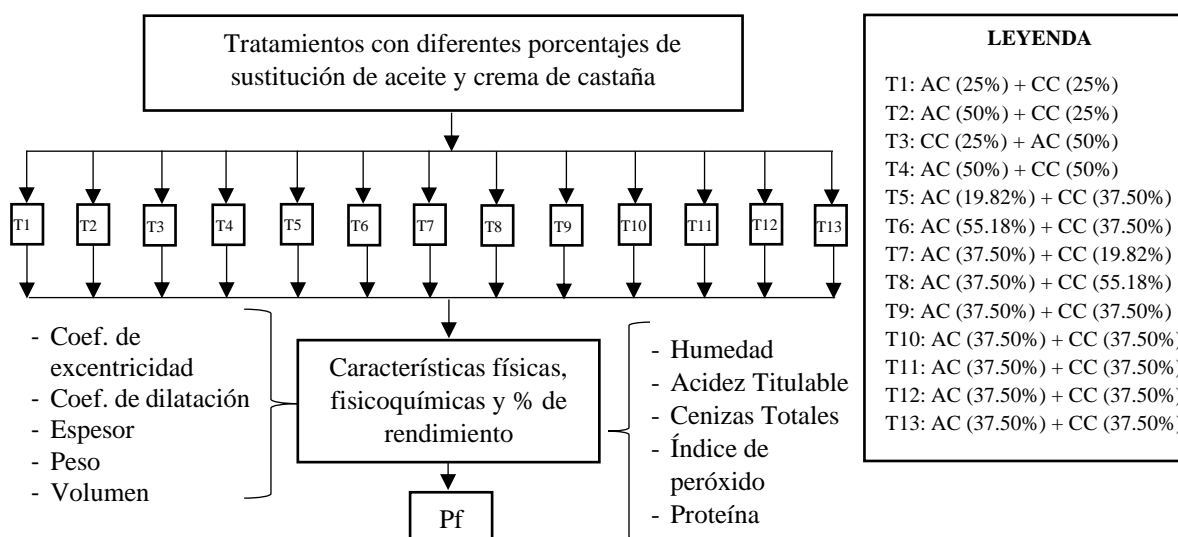 Tratamientos con diferentes porcentajes de
sustitución de aceite y crema de castaña
T1 T2 T3 T4 T5 T6 T7 T8 T9 T10 T11 T12 T13
- Coef. de
excentricidad
- Coef. de dilatación
- Espesor
- Peso
- Volumen
Características físicas,
fisicoquímicas y % de
rendimiento
- Humedad
- Acidez Titulable
- Cenizas Totales
- Índice de
peróxido
- Proteína
Pf
LEYENDA
T1: AC (25%) + CC (25%)
T2: AC (50%) + CC (25%)
T3: CC (25%) + AC (50%)
T4: AC (50%) + CC (50%)
T5: AC (19.82%) + CC (37.50%)
T6: AC (55.18%) + CC (37.50%)
T7: AC (37.50%) + CC (19.82%)
T8: AC (37.50%) + CC (55.18%)
T9: AC (37.50%) + CC (37.50%)
T10: AC (37.50%) + CC (37.50%)
T11: AC (37.50%) + CC (37.50%)
T12: AC (37.50%) + CC (37.50%)
T13: AC (37.50%) + CC (37.50%)